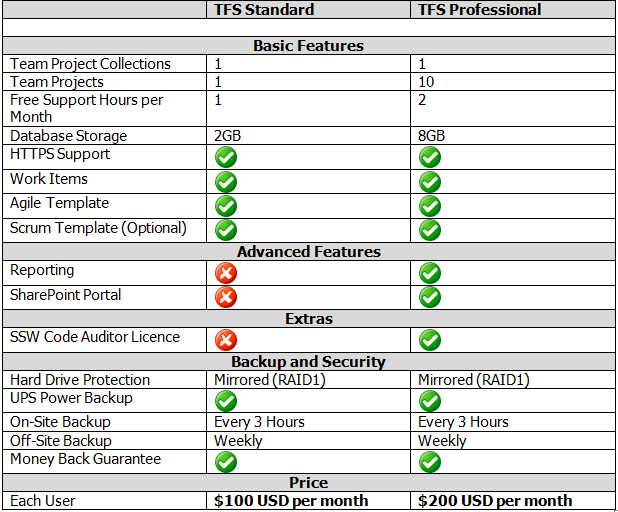 TFS Standard TFS Professional
Basic Features
Team Project Collections 1 1
Team Projects 1 10
Free Support Hours per 1 2
Month
Database Storage 2GB 8GB
HTTPS Support
Work Items
Agile Template
Scrum Template (Optional)
Advanced Features
Reporting
SharePoint Portal
Extras
SSW Code Auditor Licence
Backup and Security
Hard Drive Protection Mirrored (RAID1) Mirrored (RAID1)
UPS Power Backup
On-Site Backup Every 3 Hours Every 3 Hours
Off-Site Backup Weekly Weekly
Money Back Guarantee
Price
Each User $100 USD per month $200 USD per month